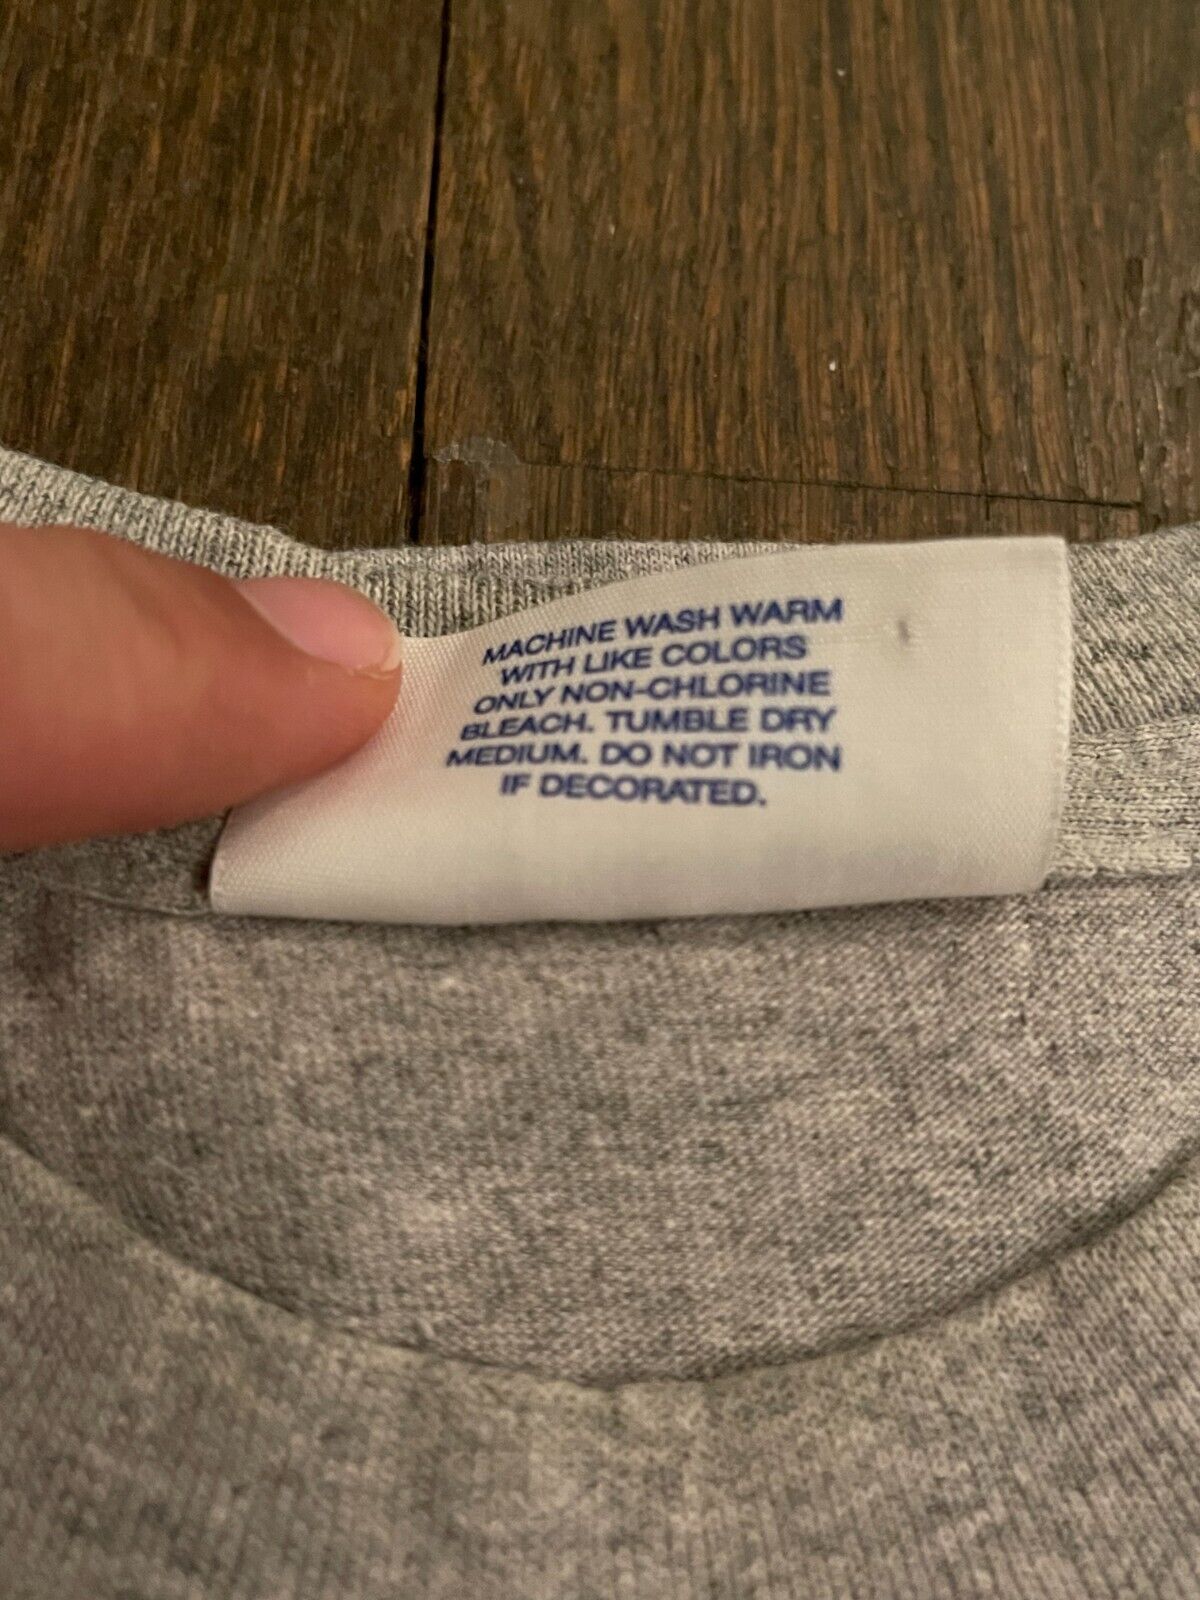 MACHINE WASH WARM
WITH LIKE COLORS
ONLY NON-CHLORINE
BLEACH. TUMBLE DRY
MEDIUM. DO NOT IRON
IF DECORATED.